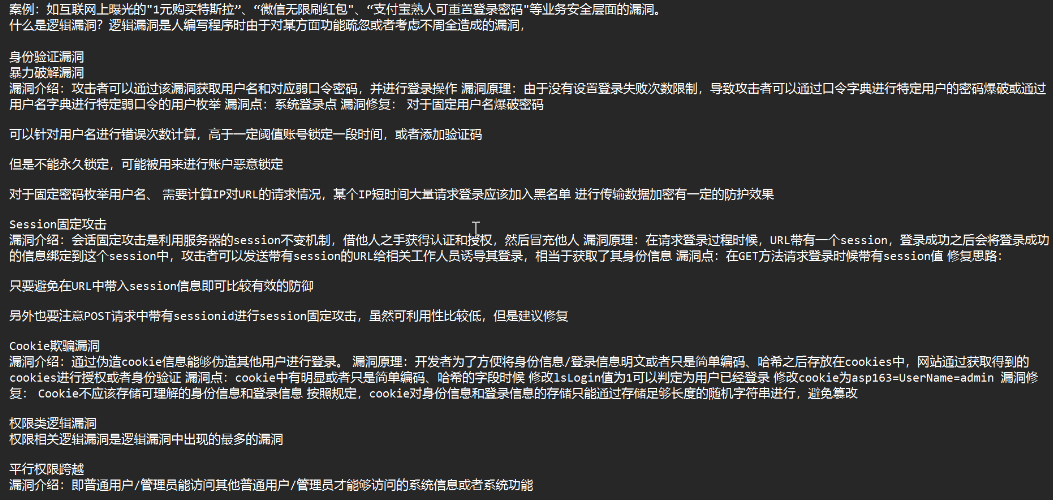 案例: 如互联网上曝光的"1元购买特斯拉”、“微信无限刷红包"、“支付宝熟人可重置登录密码"等业务安全层面的漏洞。
什么是逻辑漏洞? 逻辑漏洞是人编写程序时由于对某方面功能疏忽或者考虑不周全造成的漏洞,
身份验证漏洞
暴力破解漏洞
漏洞介绍: 攻击者可以通过该漏洞获取用户名和对应弱口令密码, 并进行登录操作 漏洞原理: 由于没有设置登录失败次数限制, 导致攻击者可以通过口令字典进行特定用户的密码爆破或通过
用户名字典进行特定弱口令的用户枚举 漏洞点: 系统登录点 漏洞修复: 对于固定用户名爆破密码
可以针对用户名进行错误次数计算, 高于一定阈值账号锁定一段时间, 或者添加验证码
但是不能永久锁定, 可能被用来进行账户恶意锁定
对于固定密码枚举用户名、 需要计算IP对URL的请求情况, 某个IP短时间大量请求登录应该加入黑名单 进行传输数据加密有一定的防护效果
Session固定攻击
漏洞介绍: 会话固定攻击是利用服务器的session不变机制, 借他人之手获得认证和授权, 然后冒充他人 漏洞原理: 在请求登录过程时候, URL带有一个session, 登录成功之后会将登录成功
的信息绑定到这个session中, 攻击者可以发送带有session的URL给相关工作人员诱导其登录, 相当于获取了其身份信息 漏洞点: 在GET方法请求登录时候带有session值 修复思路:
只要避免在URL中带入session信息即可比较有效的防御
另外也要注意POST请求中带有sessionid进行session固定攻击, 虽然可利用性比较低, 但是建议修复
Cookie欺骗漏洞
漏洞介绍: 通过伪造cookie信息能够伪造其他用户进行登录。 漏洞原理: 开发者为了方便将身份信息/登录信息明文或者只是简单编码、哈希之后存放在cookies中, 网站通过获取得到的
cookies进行授权或者身份验证 漏洞点: cookie中有明显或者只是简单编码、哈希的字段时候 修改lsLogin值为1可以判定为用户已经登录 修改cookie为asp163=UserName=admin 漏洞修
复: Cookie不应该存储可理解的身份信息和登录信息 按照规定, cookie对身份信息和登录信息的存储只能通过存储足够长度的随机字符串进行, 避免篡改
权限类逻辑漏洞
权限相关逻辑漏洞是逻辑漏洞中出现的最多的漏洞
平行权限跨越
漏洞介绍: 即普通用户/管理员能访问其他普通用户/管理员才能够访问的系统信息或者系统功能